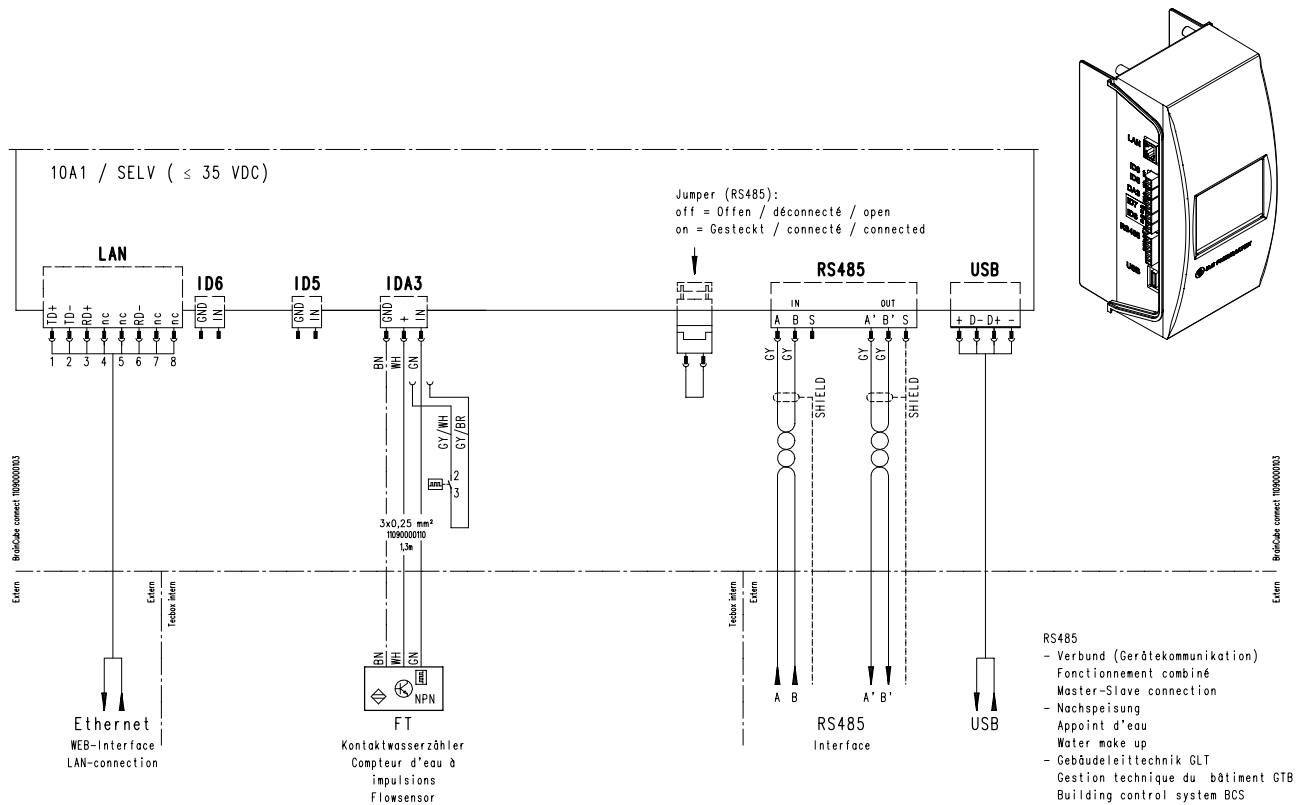 10A1 / SELV ( ≤ 35 VDC)
Jumper (RS485):
off = Offen / déconnecté / open
on = Gesteckt / connecté / connected
LAN
ID6
ID5
IDA3
RS485
USB
TD+ TD- RD+ nc nc RD- nc nc
GND IN
GND IN
GND + IN
IN OUT
A B S A' B' S
+ D- D+ -
1 2 3 4 5 6 7 8
BN WH GN
GY GY GY GY
SHIELD SHIELD
GY/WH GY/BR
2
3
3x0,25 mm²
11090000110
1,3m
BrainCube connect 11090000103
BrainCube connect 11090000103
Extern
Extern
Tecbox intern
Tecbox intern
Extern
Extern
BN WH GN
NPN
A B A' B'
Ethernet
WEB-Interface
LAN-connection
FT
Kontaktwasserzähler
Compteur d'eau à
impulsions
Flowsensor
RS485
Interface
USB
RS485
- Verbund (Gerätekommunikation)
Fonctionnement combiné
Master-Slave connection
- Nachspeisung
Appoint d'eau
Water make up
- Gebäudeleittechnik GLT
Gestion technique du bâtiment GTB
Building control system BCS
LAN
RS485
USB